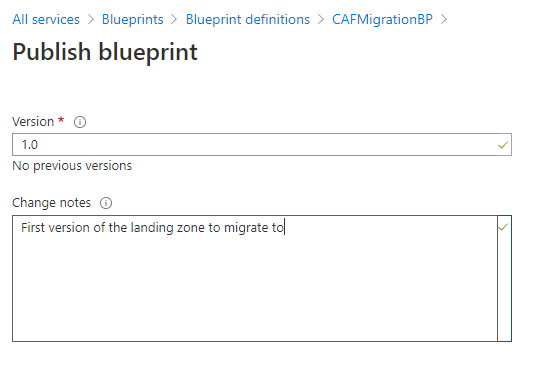 All services > Blueprints > Blueprint definitions > CAFMigrationBP >
Publish blueprint
Version *
1.0
No previous versions
Change notes
First version of the landing zone to migrate to